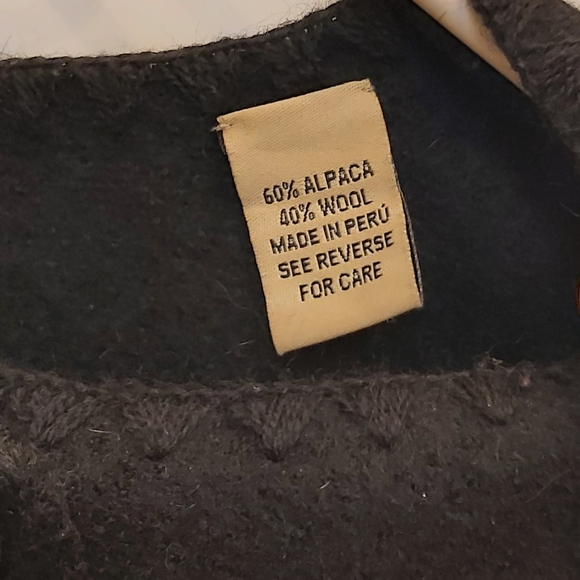 60% ALPACA
40% WOOL
MADE IN PERÚ
SEE REVERSE
FOR CARE